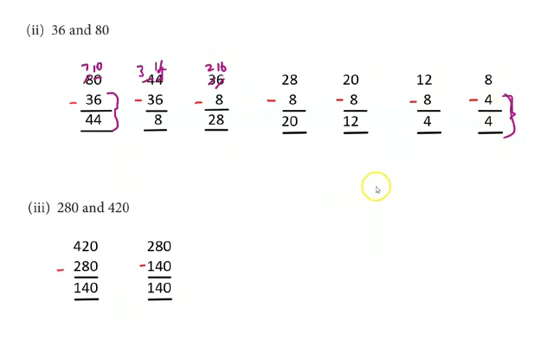 (ii) 36 and 80
7 10 3 14 2 16
80 44 36 28 20 12 8
- 36 - 36 - 8 - 8 - 8 - 8 - 4
44 8 28 20 12 4 4
(iii) 280 and 420
420 280
- 280 - 140
140 140